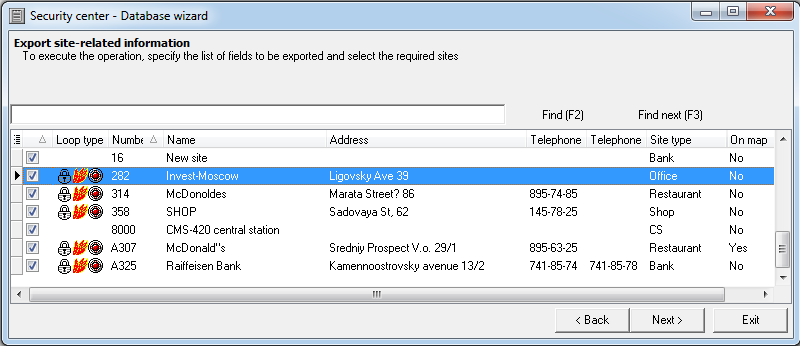 Security center - Database wizard
Export site-related information
To execute the operation, specify the list of fields to be exported and select the required sites
Find (F2) Find next (F3)
Loop type Numbe Name Address Telephone Telephone Site type On map
16 New site Bank No
282 Invest-Moscow Ligovsky Ave 39 Office No
314 McDonoldes Marata Street? 86 895-74-85 Restaurant No
358 SHOP Sadovaya St, 62 145-78-25 Shop No
8000 CMS-420 central station CS No
A307 McDonald"s Sredniy Prospect V.o. 29/1 895-63-25 Restaurant Yes
A325 Raiffeisen Bank Kamennoostrovsky avenue 13/2 741-85-74 741-85-78 Bank No
< Back Next > Exit